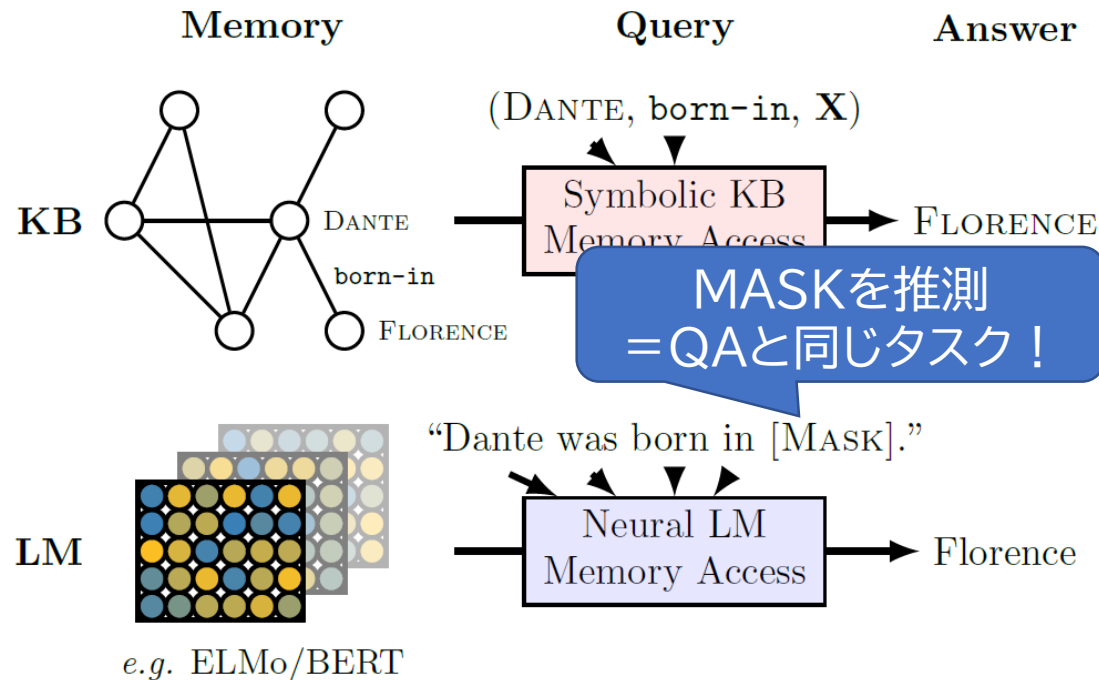 Memory Query Answer
(DANTE, born-in, X)
KB
DANTE
born-in
FLORENCE
Symbolic KB
Memory Access
FLORENCE
MASKを推測
=QAと同じタスク!
“Dante was born in [MASK].”
LM
Neural LM
Memory Access
Florence
e.g. ELMo/BERT